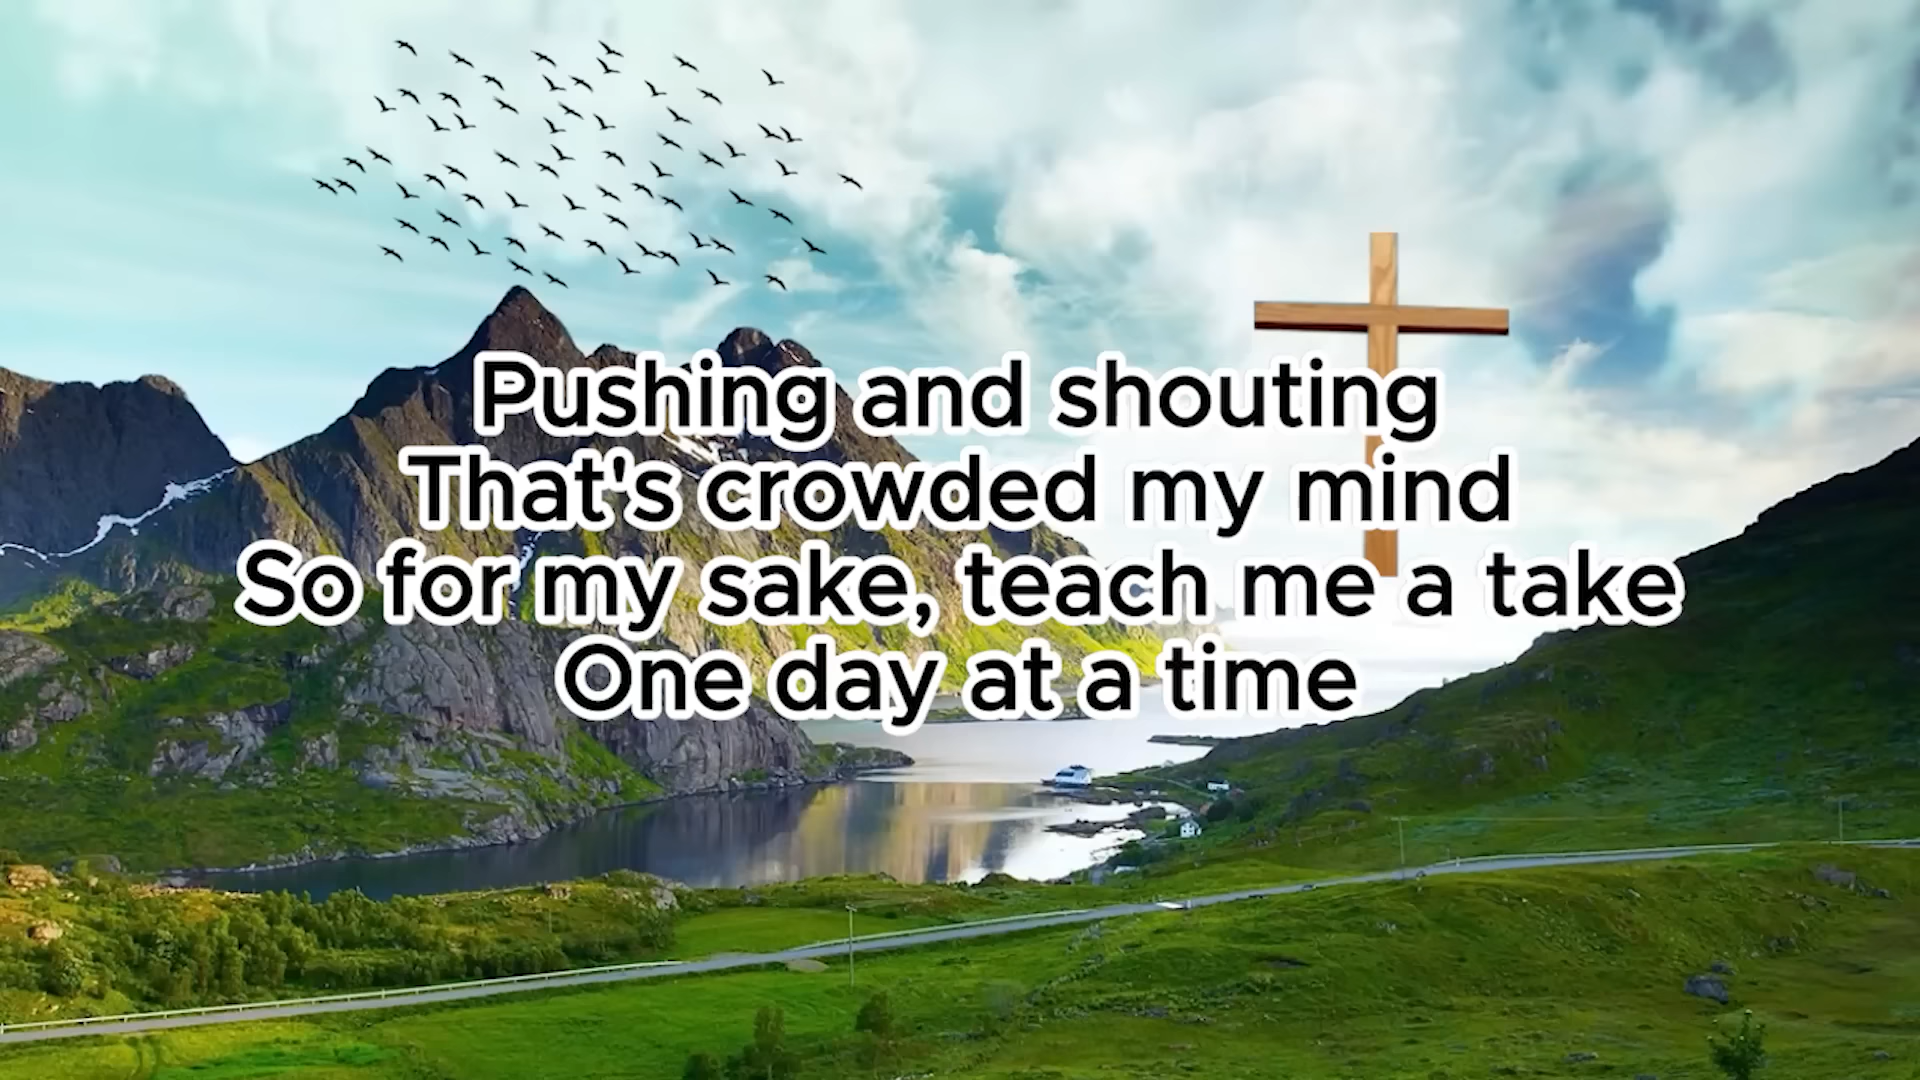 Pushing and shouting
That's crowded my mind
So for my sake, teach me a take
One day at a time